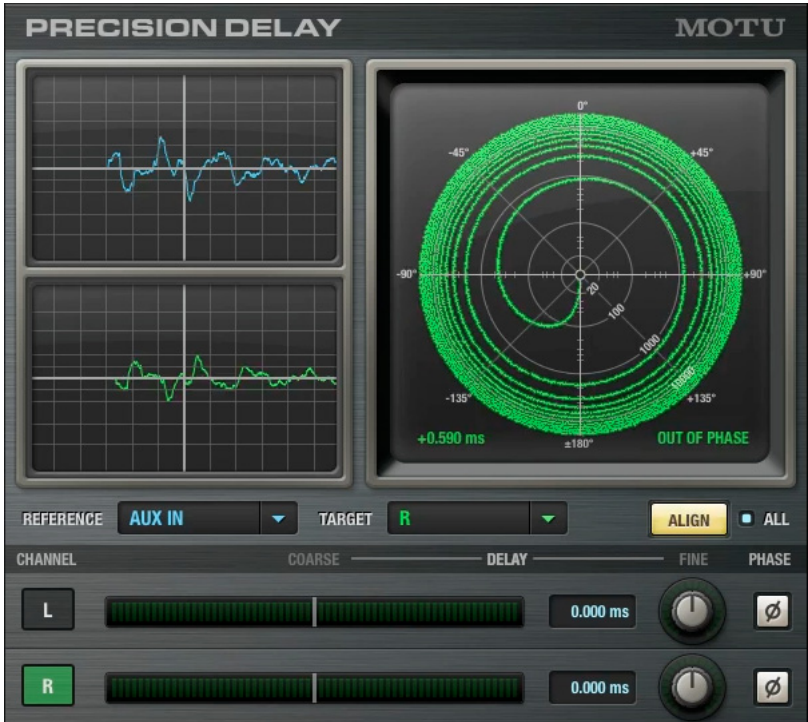 PRECISION DELAY MOTU
0°
-45° +45°
-90° +90°
20
100
1000
10000
-135° +135°
+0.590 ms ±180° OUT OF PHASE
REFERENCE AUX IN TARGET R ALIGN ALL
CHANNEL COARSE DELAY FINE PHASE
L 0.000 ms Ø
R 0.000 ms Ø